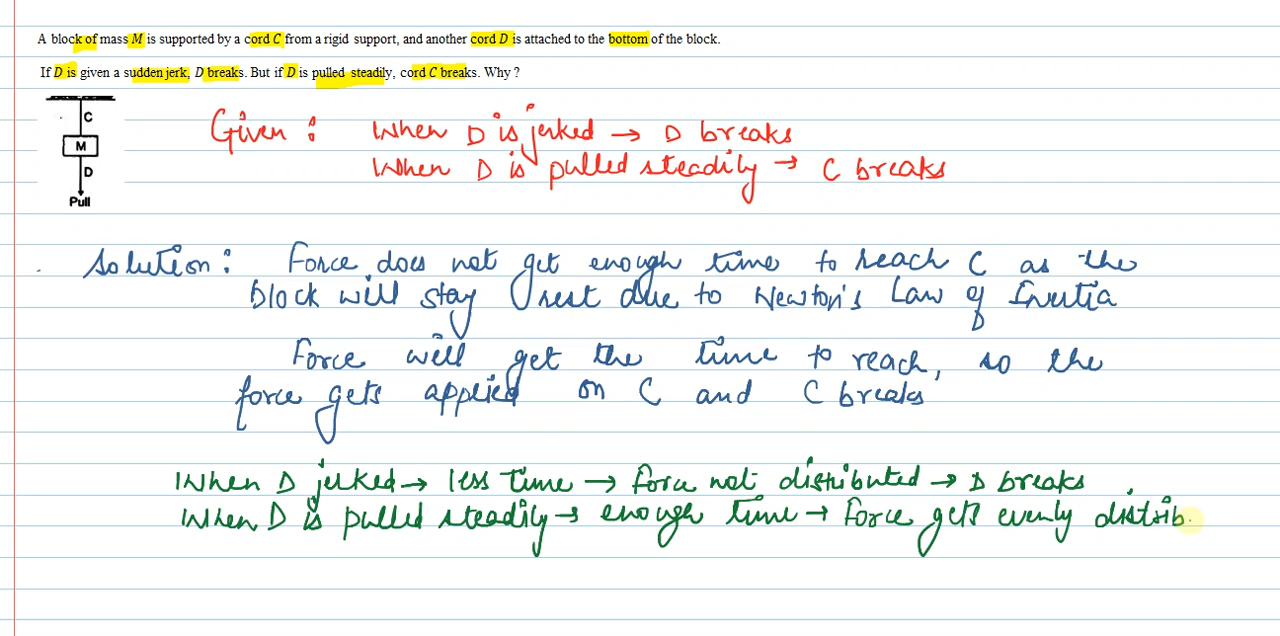 A block of mass M is supported by a cord C from a rigid support, and another cord D is attached to the bottom of the block.
If D is given a sudden jerk, D breaks. But if D is pulled steadily, cord C breaks. Why ?
C
M
D
Pull
Given : When D is jerked → D breaks
When D is pulled steadily → C breaks
Solution : Force does not get enough time to reach C as the
block will stay rest due to Newton's Law of Inertia
Force will get the time to reach, so the
force gets applied on C and C breaks
When D jerked → less time → force not distributed → D breaks
When D is pulled steadily → enough time → force gets evenly distrib